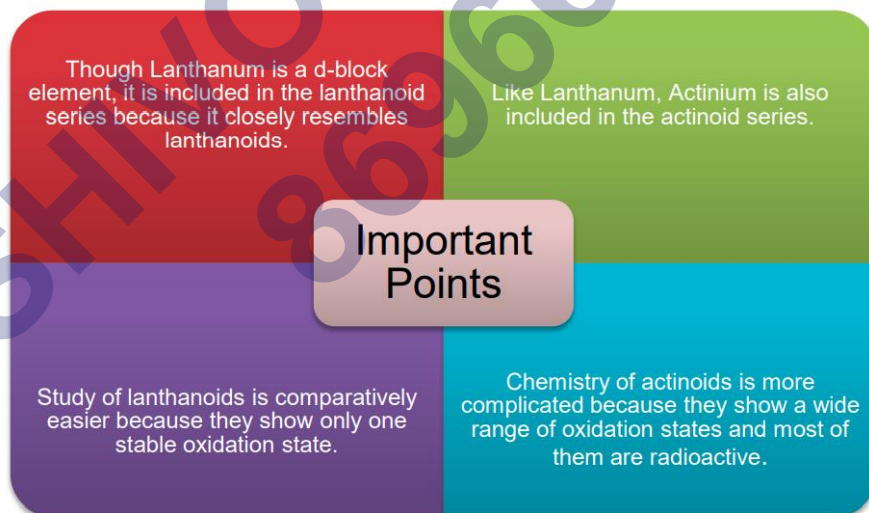 Though Lanthanum is a d-block
element, it is included in the lanthanoid
series because it closely resembles
lanthanoids.
Like Lanthanum, Actinium is also
included in the actinoid series.
Important
Points
Study of lanthanoids is comparatively
easier because they show only one
stable oxidation state.
Chemistry of actinoids is more
complicated because they show a wide
range of oxidation states and most of
them are radioactive.